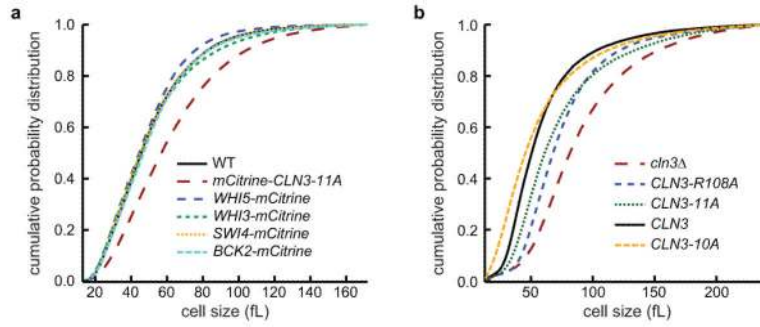 a
cumulative probability distribution
1.0
0.8
0.6
0.4
0.2
0.0
WT
mCitrine-CLN3-11A
WHI5-mCitrine
WHI3-mCitrine
SWI4-mCitrine
BCK2-mCitrine
20 40 60 80 100 120 140 160
cell size (fL)
b
cumulative probability distribution
1.0
0.8
0.6
0.4
0.2
0.0
cln3Δ
CLN3-R108A
CLN3-11A
CLN3
CLN3-10A
50 100 150 200
cell size (fL)